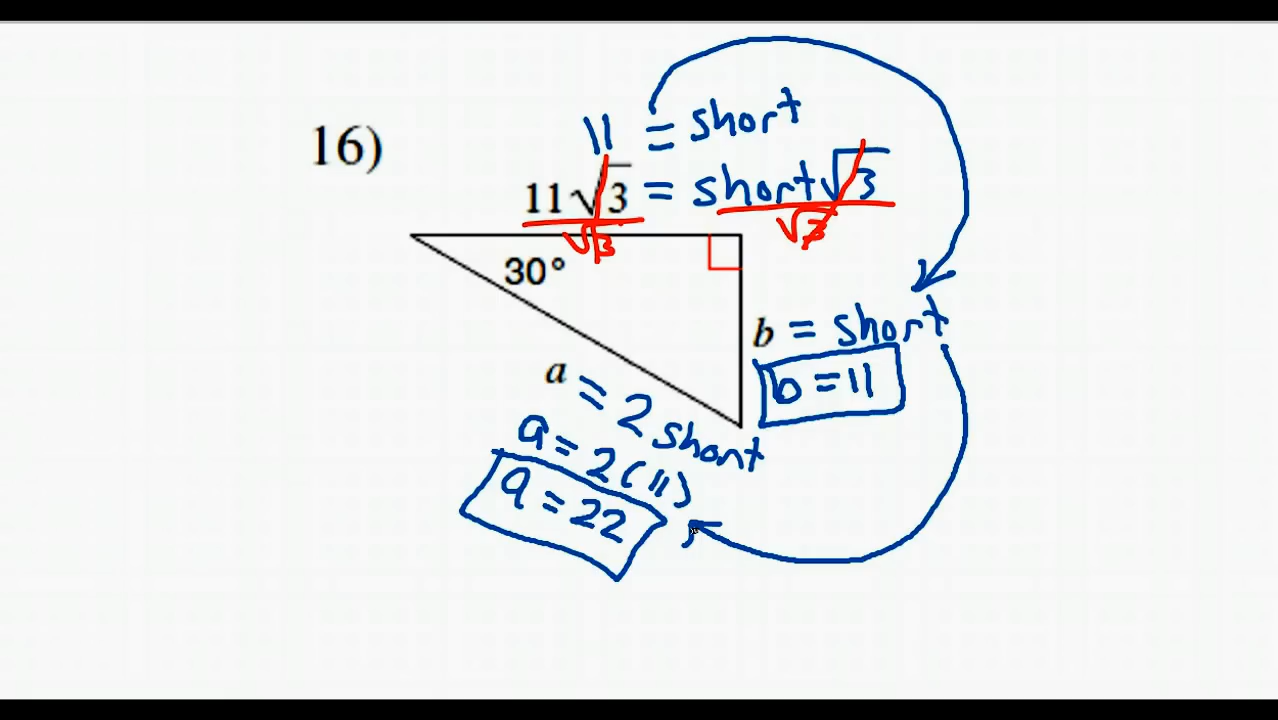 11 = short
16)
11√3 = short√3
√3 √3
30°
b = short
b = 11
a = 2 short
a = 2(11)
a = 22